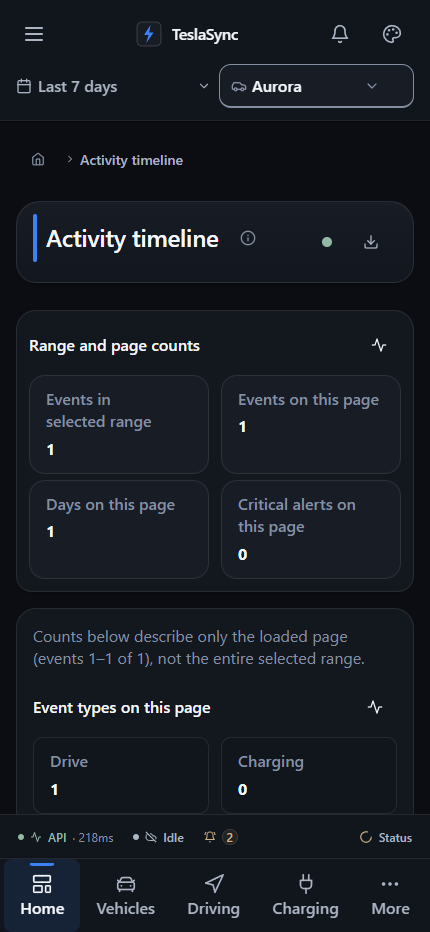 TeslaSync
Last 7 days
Aurora
Activity timeline
Activity timeline
Range and page counts
Events in
selected range
1
Events on this page
1
Days on this page
1
Critical alerts on
this page
0
Counts below describe only the loaded page
(events 1–1 of 1), not the entire selected range.
Event types on this page
Drive
1
Charging
0
API · 218ms
Idle
2
Status
Home
Vehicles
Driving
Charging
More